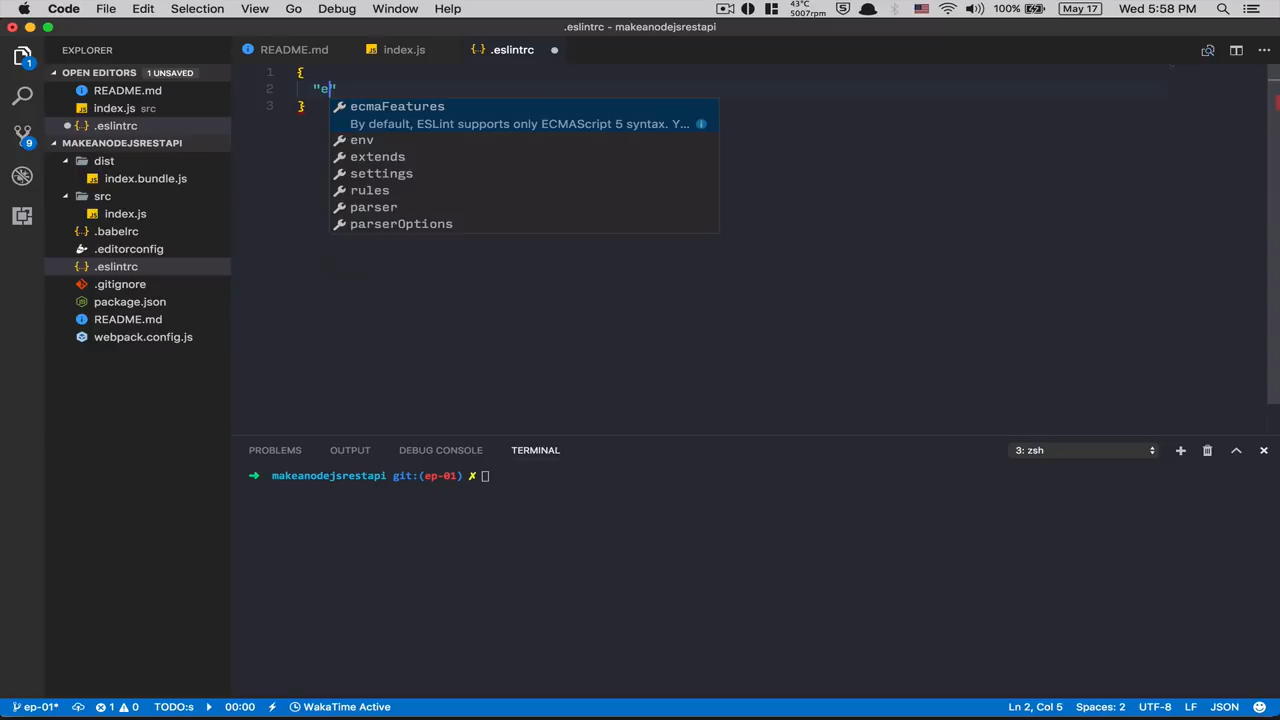 Code File Edit Selection View Go Debug Window Help 43°C 5007rpm 100% May 17 Wed 5:58 PM
.eslintrc - makeanodejsrestapi
EXPLORER
README.md index.js .eslintrc
OPEN EDITORS 1 UNSAVED
README.md
index.js src
.eslintrc
MAKEANODEJSRESTAPI
dist
index.bundle.js
src
index.js
.babelrc
.editorconfig
.eslintrc
.gitignore
package.json
README.md
webpack.config.js
1 {
2 "e"
3 }
ecmaFeatures
By default, ESLint supports only ECMAScript 5 syntax. Y...
env
extends
settings
rules
parser
parserOptions
PROBLEMS OUTPUT DEBUG CONSOLE TERMINAL 3: zsh
➜ makeanodejsrestapi git:(ep-01) ✗
ep-01* 1 0 TODO:s 00:00 WakaTime Active Ln 2, Col 5 Spaces: 2 UTF-8 LF JSON
1
9